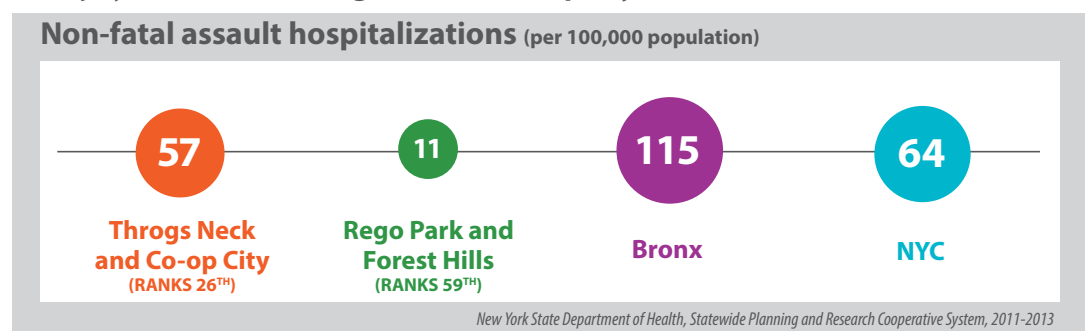 Non-fatal assault hospitalizations (per 100,000 population)
57
11
115
64
Throgs Neck
and Co-op City
(RANKS 26TH)
Rego Park and
Forest Hills
(RANKS 59TH)
Bronx
NYC
New York State Department of Health, Statewide Planning and Research Cooperative System, 2011-2013